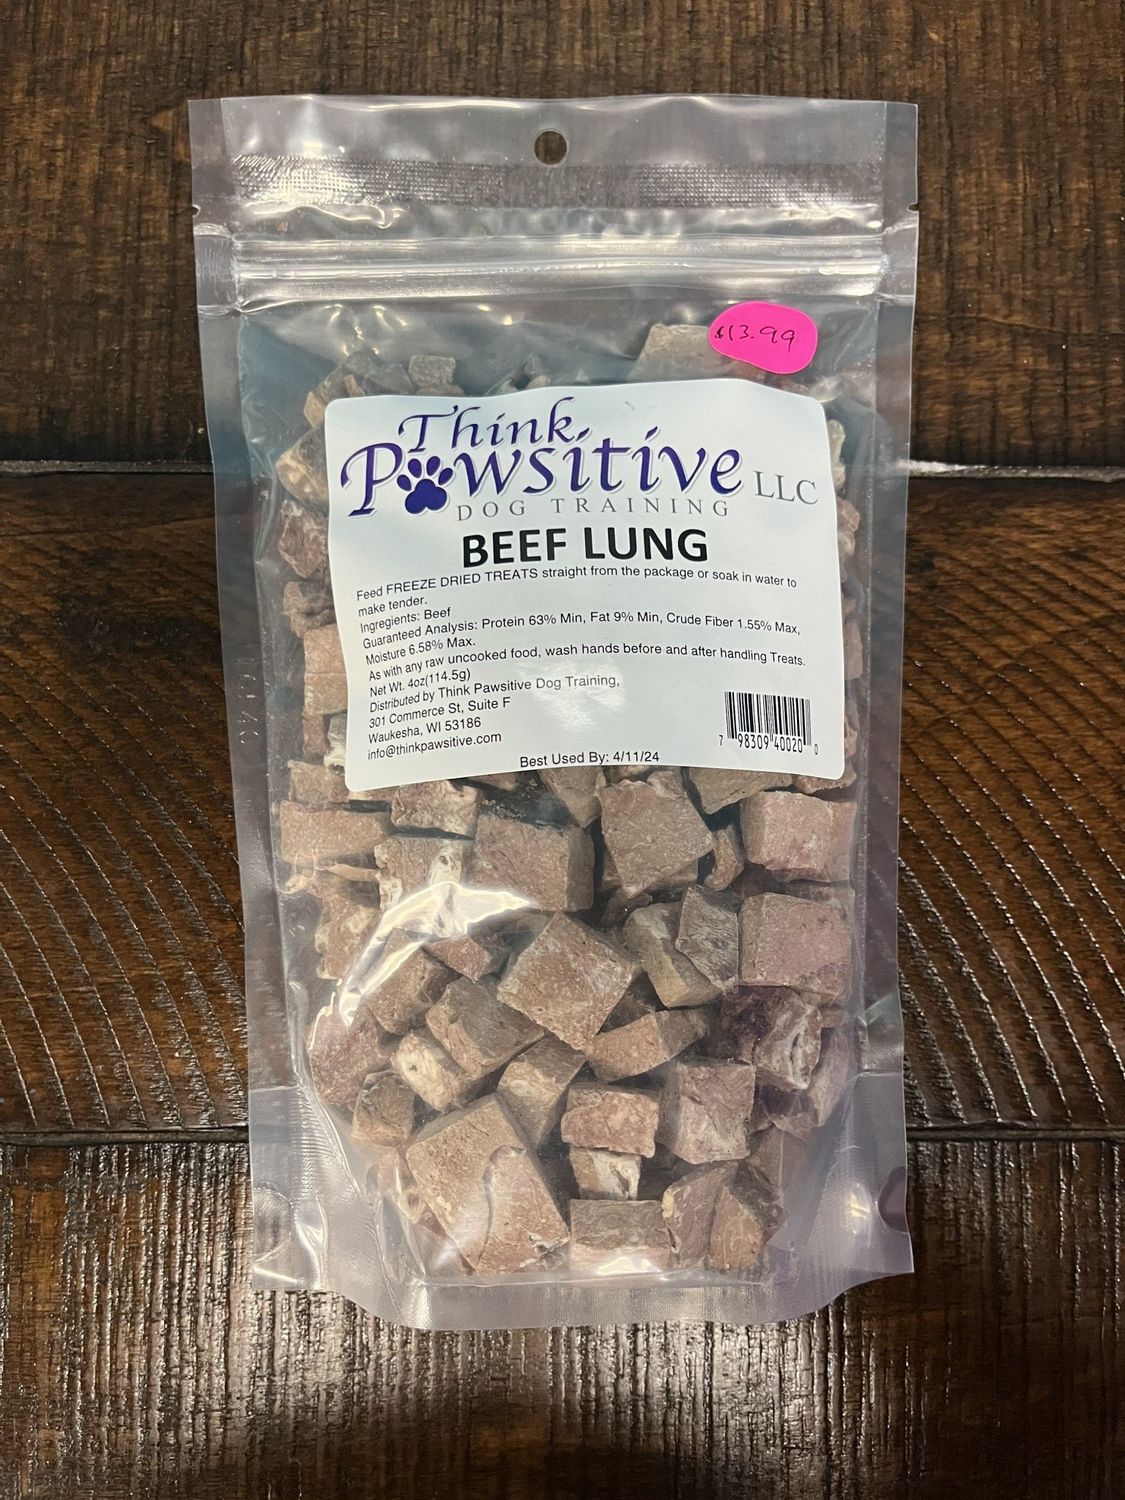 $13.99
Think
Pawsitive LLC
DOG TRAINING
BEEF LUNG
Feed FREEZE DRIED TREATS straight from the package or soak in water to
make tender.
Ingregients: Beef
Guaranteed Analysis: Protein 63% Min, Fat 9% Min, Crude Fiber 1.55% Max,
Moisture 6.58% Max.
As with any raw uncooked food, wash hands before and after handling Treats.
Net Wt. 4oz(114.5g)
Distributed by Think Pawsitive Dog Training,
301 Commerce St, Suite F
Waukesha, WI 53186
info@thinkpawsitive.com
7 98309 40020 0
Best Used By: 4/11/24